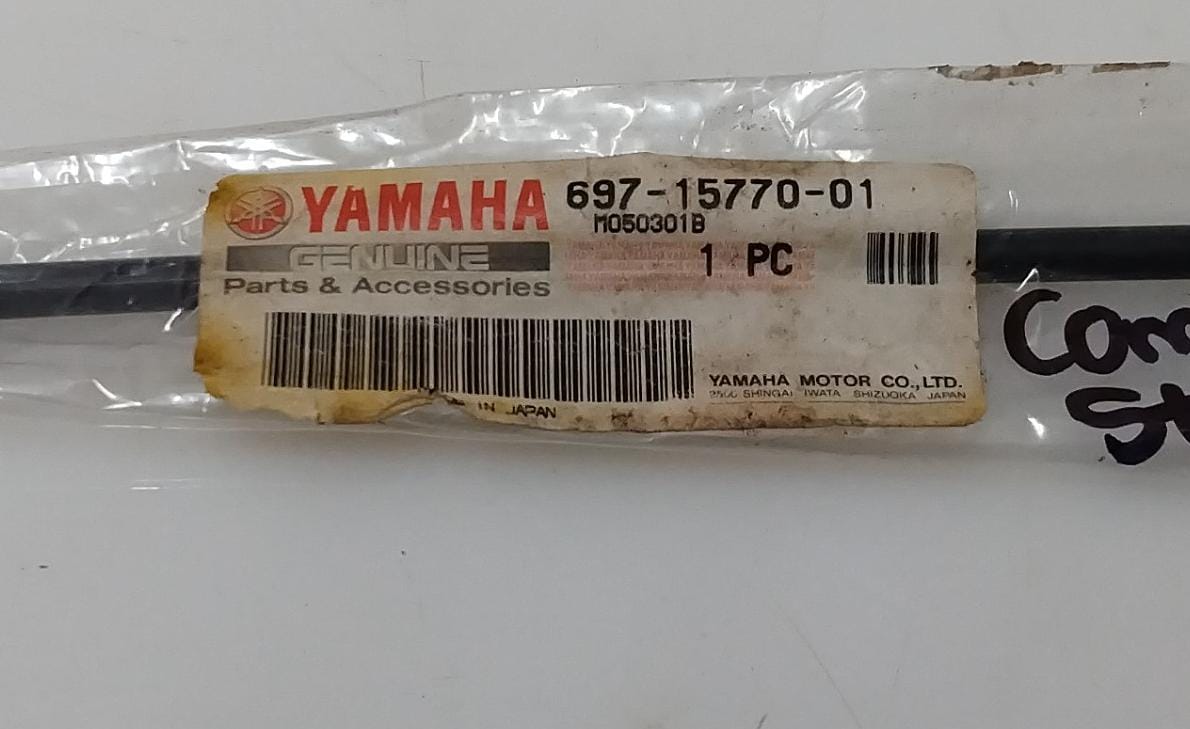 YAMAHA 697-15770-01
M050301B
GENUINE 1 PC
Parts & Accessories
YAMAHA MOTOR CO.,LTD.
2500 SHINGAI IWATA SHIZUOKA JAPAN
IN JAPAN